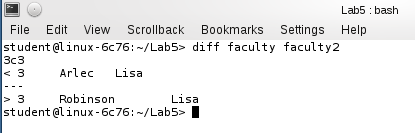 Lab5 : bash
File Edit View Scrollback Bookmarks Settings Help
student@linux-6c76:~/Lab5> diff faculty faculty2
3c3
< 3 Arlec Lisa
---
> 3 Robinson Lisa
student@linux-6c76:~/Lab5>